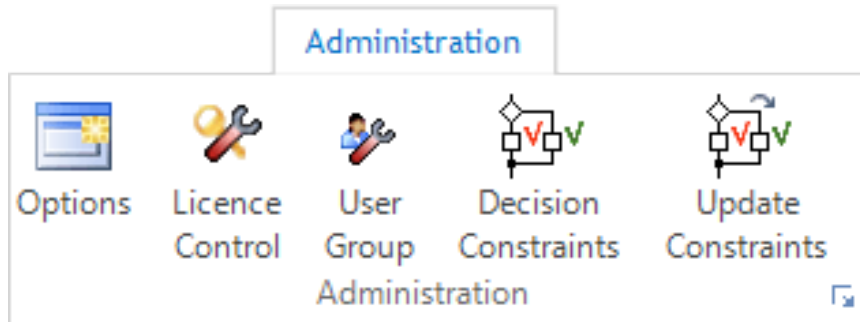 Administration
Options Licence User Decision Update
Control Group Constraints Constraints
Administration